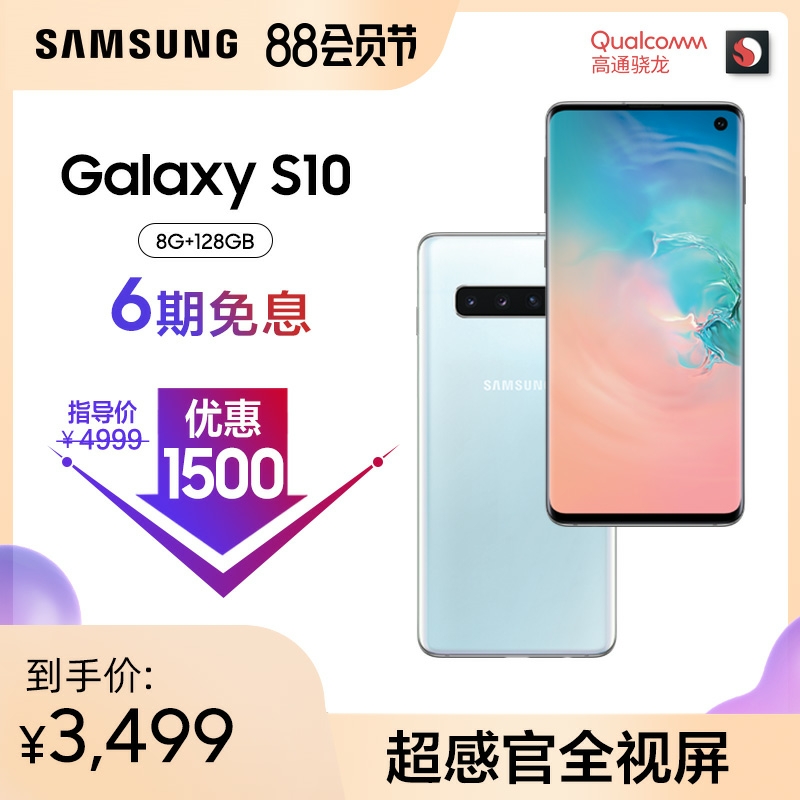 SAMSUNG 88会员节
Qualcomm
高通骁龙
Galaxy S10
8G+128GB
6期免息
指导价
¥4999
优惠
1500
SAMSUNG
到手价:
¥3,499
超感官全视屏